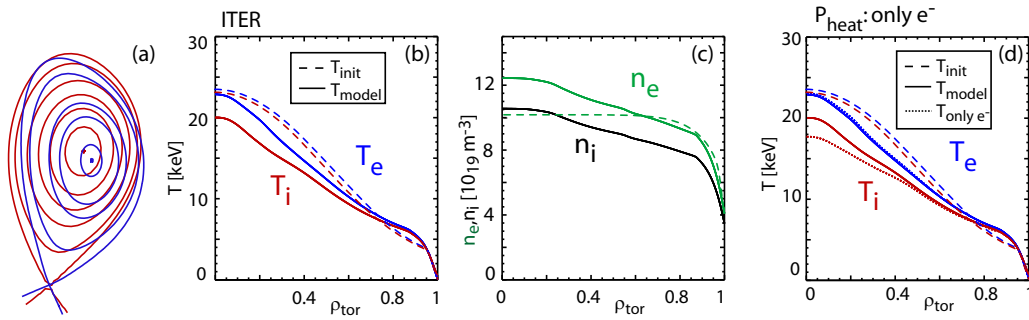 ITER
P_heat: only e⁻
(a)
(b)
T_init
T_model
T_e
T_i
T [keV]
30
20
10
0
0.4
0.8
1
ρ_tor
(c)
n_e
n_i
n_e,n_i [10_19 m⁻³]
12
8
4
0
0
0.4
0.8
1
ρ_tor
(d)
T_init
T_model
T_only e⁻
T_e
T_i
T [keV]
30
20
10
0
0
0.4
0.8
1
ρ_tor